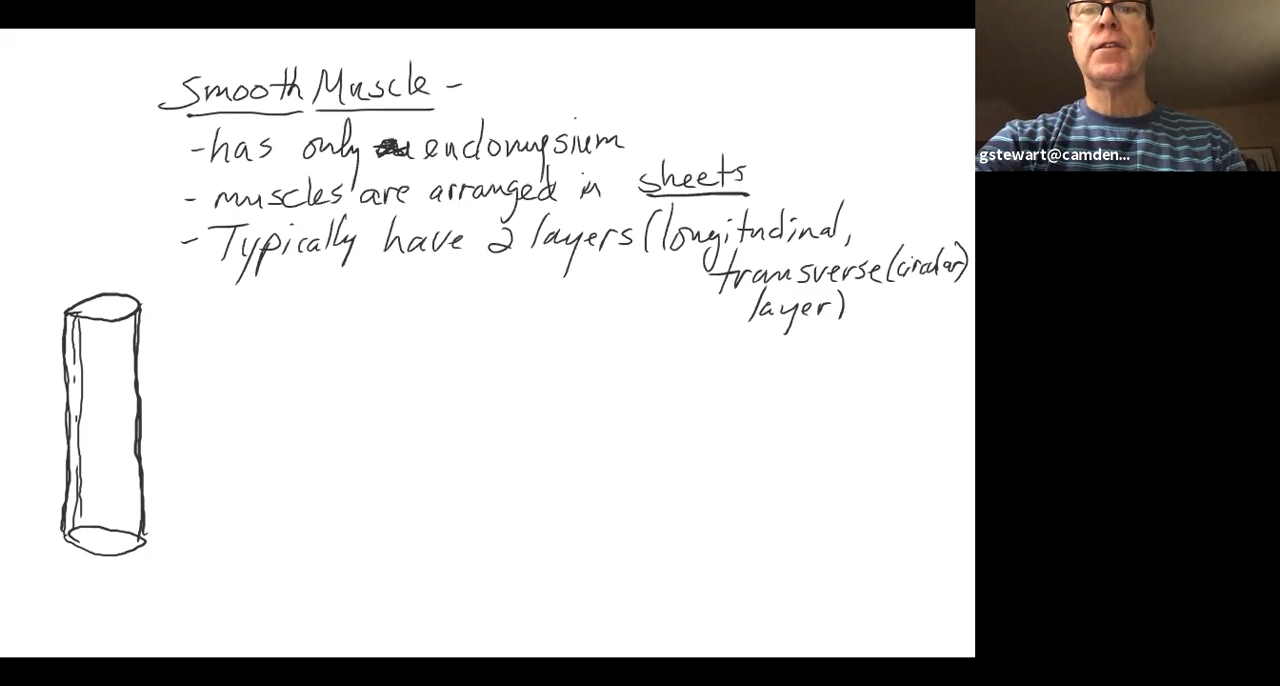 Smooth Muscle -
- has only endomysium
- muscles are arranged in sheets
- Typically have 2 layers (longitudinal,
transverse (circular)
layer)
gstewart@camden...